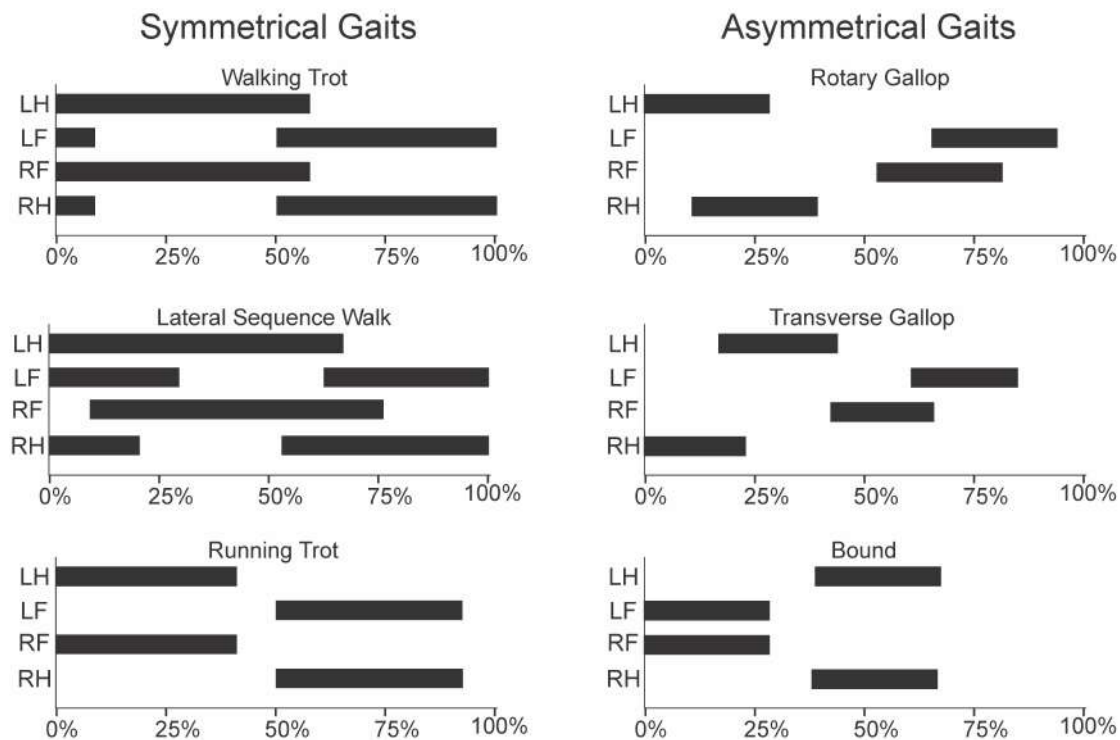 Symmetrical Gaits
Walking Trot
LH
LF
RF
RH
0% 25% 50% 75% 100%
Lateral Sequence Walk
LH
LF
RF
RH
0% 25% 50% 75% 100%
Running Trot
LH
LF
RF
RH
0% 25% 50% 75% 100%
Asymmetrical Gaits
Rotary Gallop
LH
LF
RF
RH
0% 25% 50% 75% 100%
Transverse Gallop
LH
LF
RF
RH
0% 25% 50% 75% 100%
Bound
LH
LF
RF
RH
0% 25% 50% 75% 100%